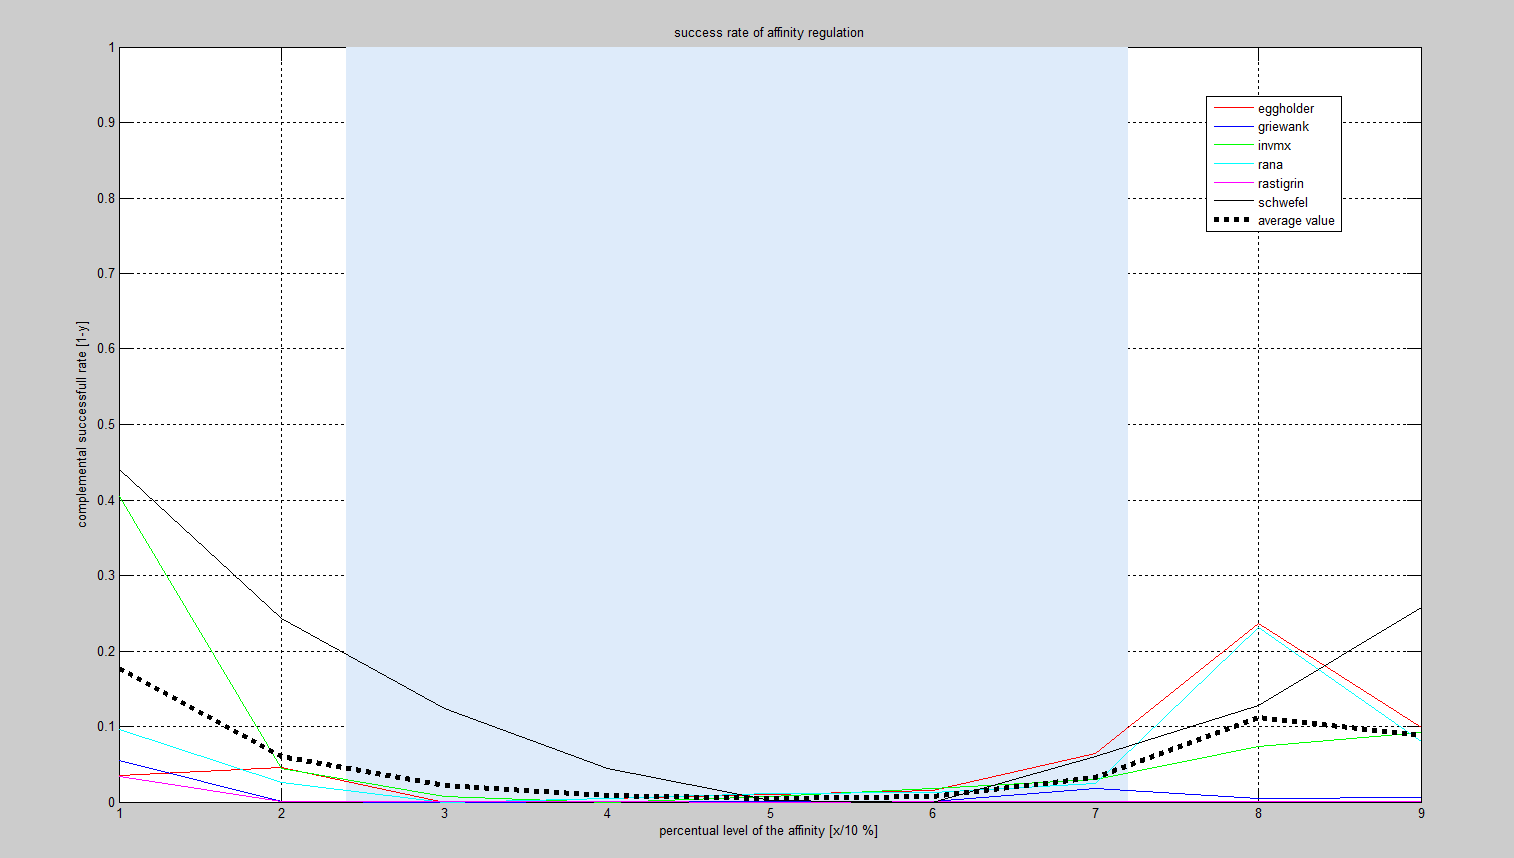 success rate of affinity regulation
1
0.9
0.8
0.7
0.6
0.5
0.4
0.3
0.2
0.1
0
complemental successfull rate [1-y]
eggholder
griewank
invmx
rana
rastigrin
schwefel
average value
1 2 3 4 5 6 7 8 9
percentual level of the affinity [x/10 %]